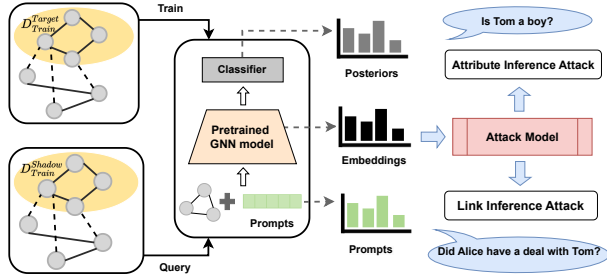 Train
D^{Target}_{Train}
Classifier
Pretrained
GNN model
Prompts
D^{Shadow}_{Train}
Query
Posteriors
Embeddings
Prompts
Is Tom a boy?
Attribute Inference Attack
Attack Model
Link Inference Attack
Did Alice have a deal with Tom?